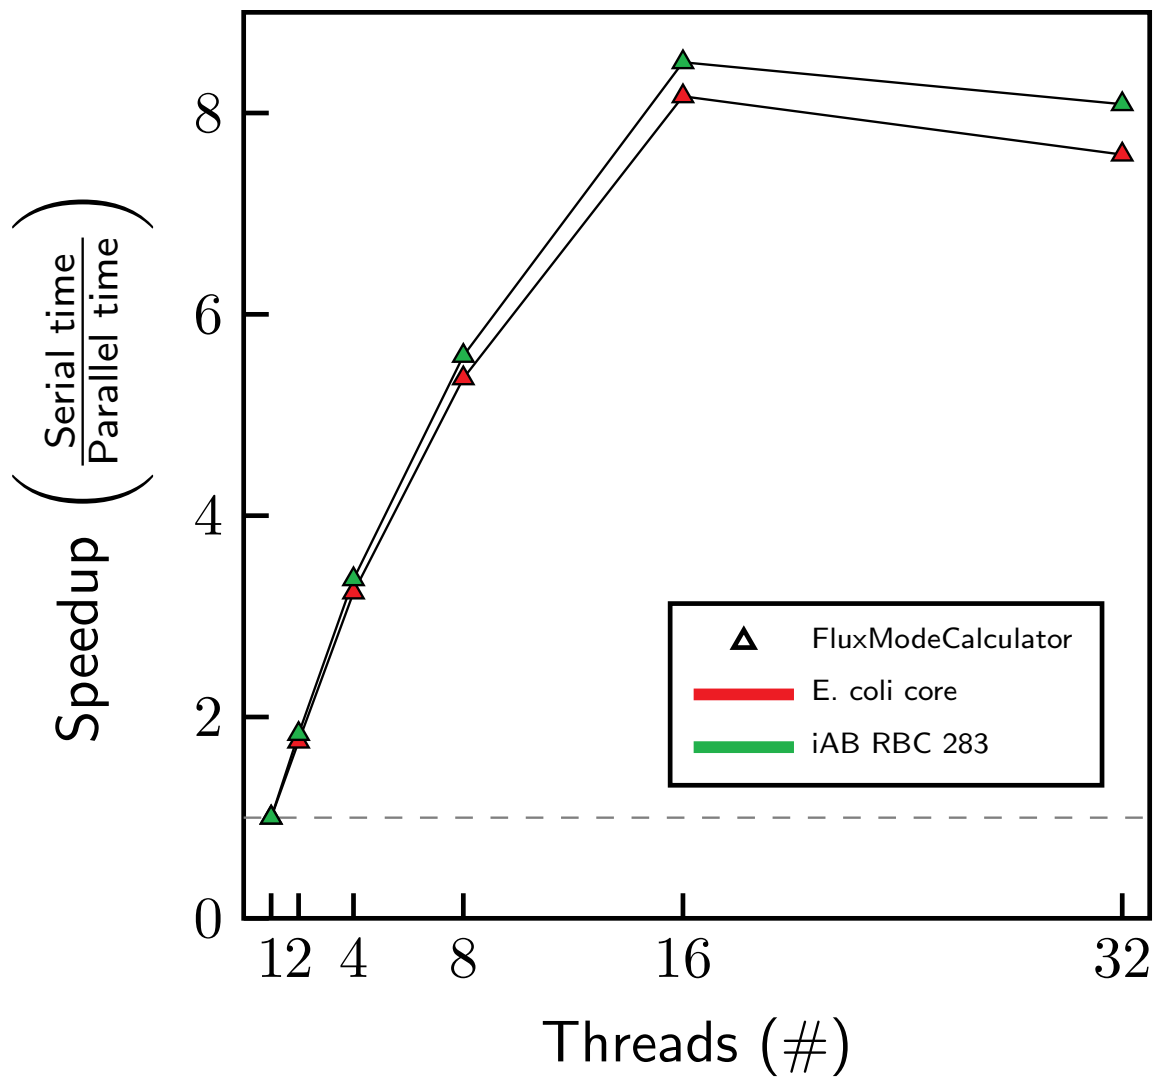 Speedup (Serial time / Parallel time)
8
6
4
2
0
FluxModeCalculator
E. coli core
iAB RBC 283
1 2 4 8 16 32
Threads (#)